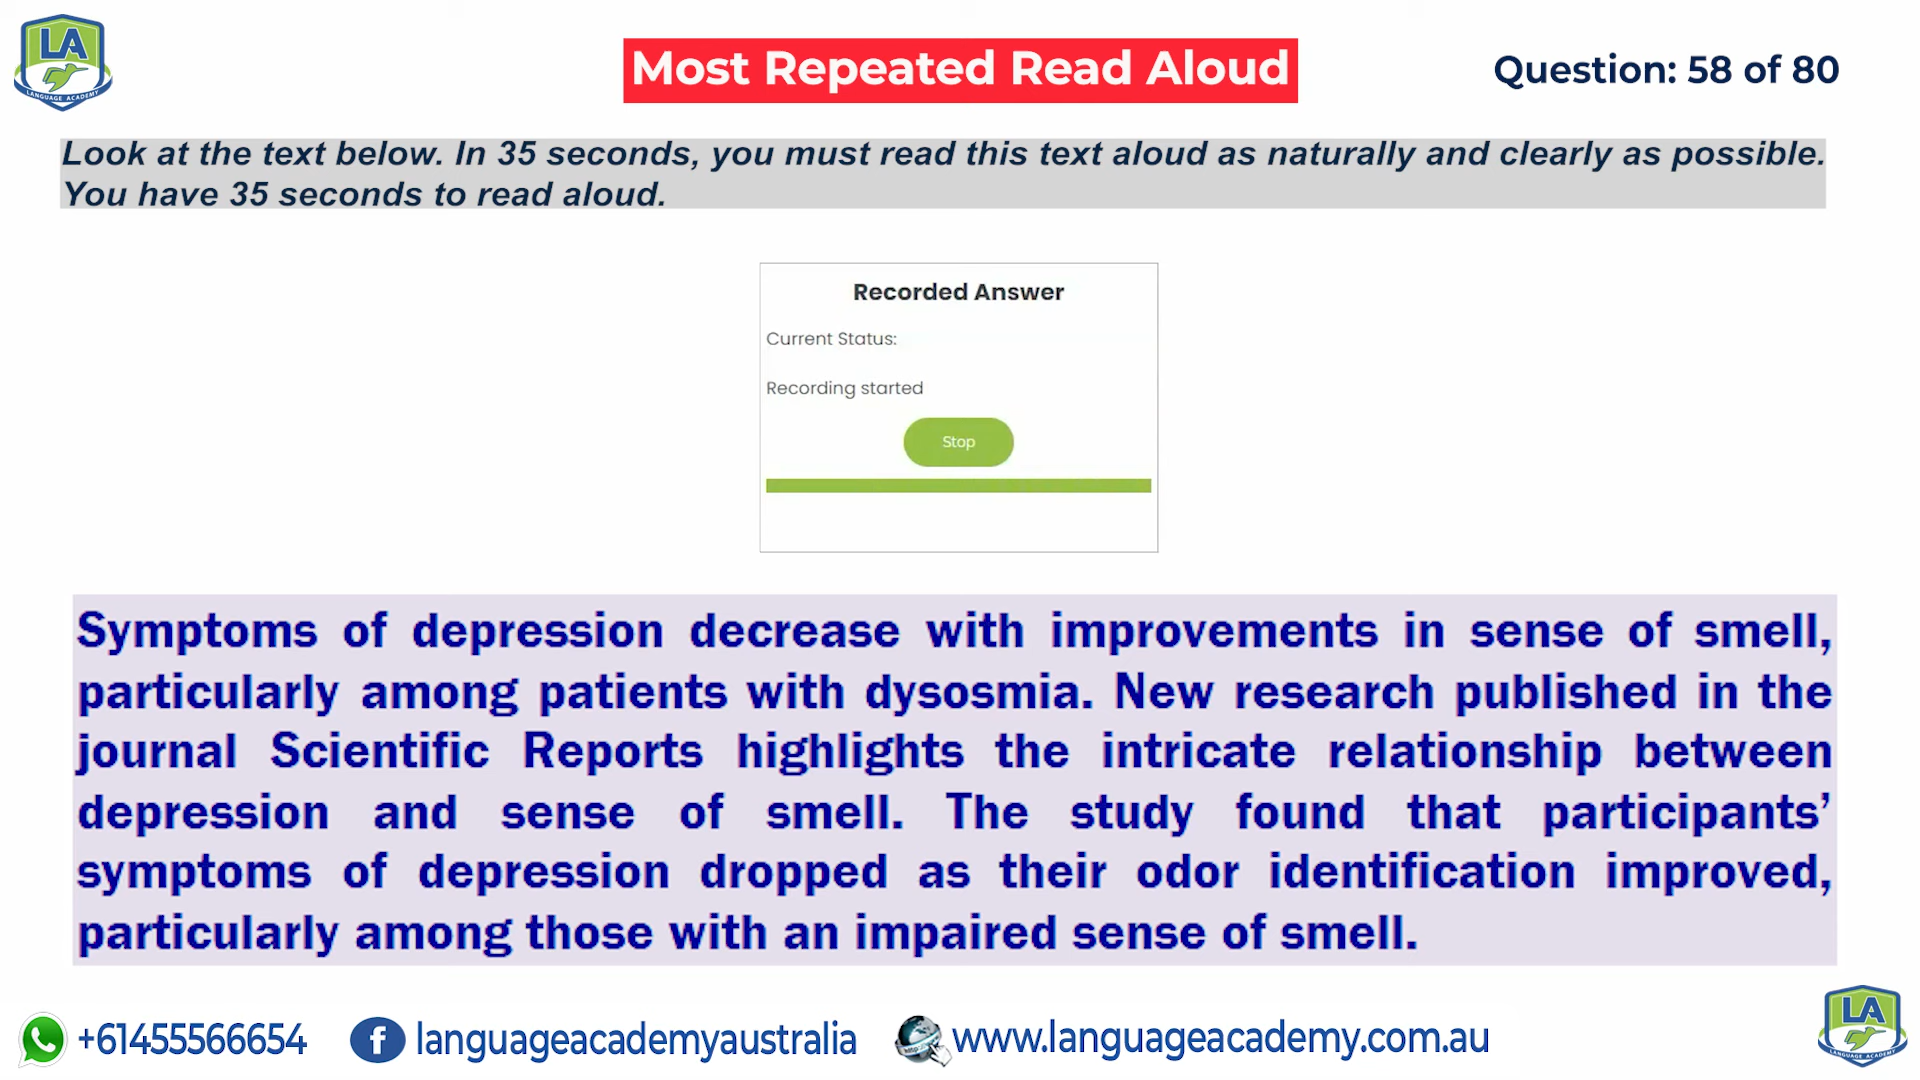 LA
LANGUAGE ACADEMY
Most Repeated Read Aloud
Question: 58 of 80
Look at the text below. In 35 seconds, you must read this text aloud as naturally and clearly as possible.
You have 35 seconds to read aloud.
Recorded Answer
Current Status:
Recording started
Stop
Symptoms of depression decrease with improvements in sense of smell,
particularly among patients with dysosmia. New research published in the
journal Scientific Reports highlights the intricate relationship between
depression and sense of smell. The study found that participants’
symptoms of depression dropped as their odor identification improved,
particularly among those with an impaired sense of smell.
+61455566654
f languageacademyaustralia
www.languageacademy.com.au
LA
LANGUAGE ACADEMY